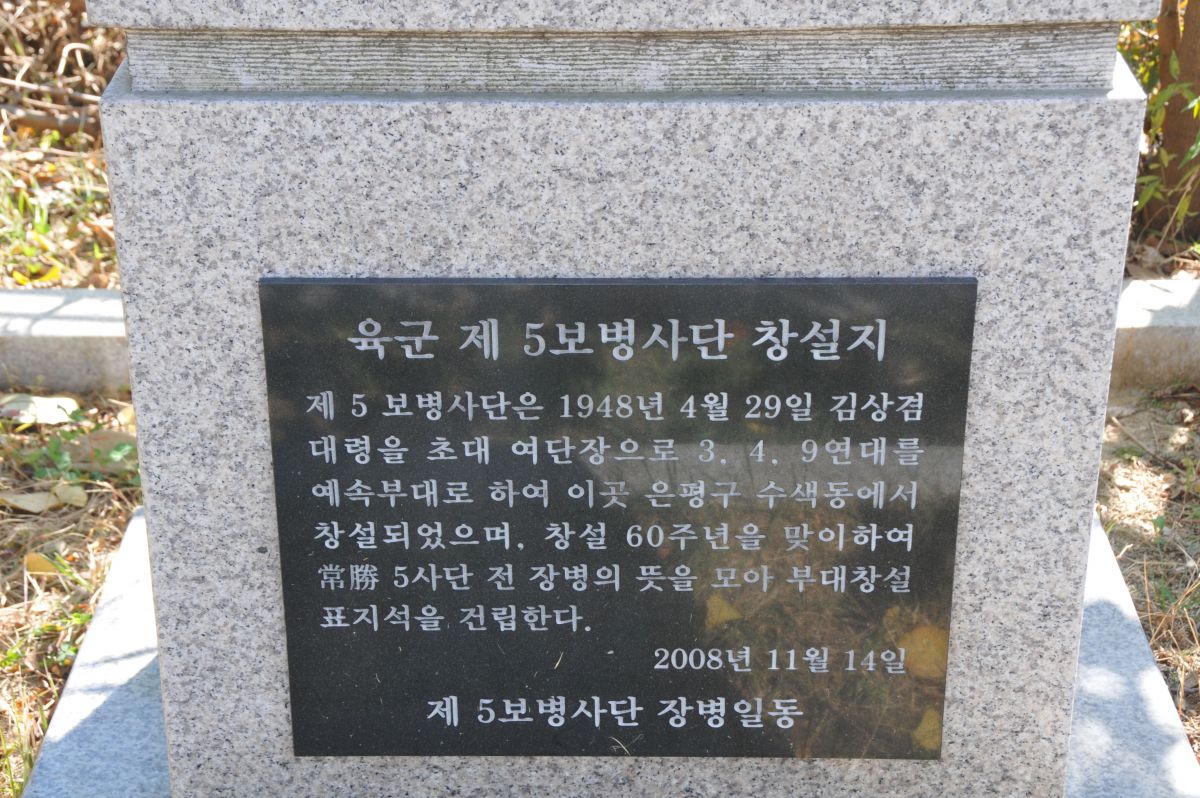 육군 제 5보병사단 창설지
제 5 보병사단은 1948년 4월 29일 김상겸
대령을 초대 여단장으로 3. 4. 9연대를
예속부대로 하여 이곳 은평구 수색동에서
창설되었으며, 창설 60주년을 맞이하여
常勝 5사단 전 장병의 뜻을 모아 부대창설
표지석을 건립한다.
2008년 11월 14일
제 5보병사단 장병일동